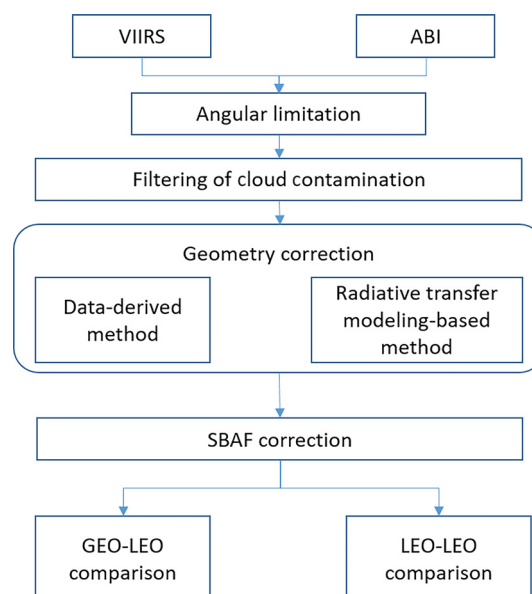 VIIRS
ABI
Angular limitation
Filtering of cloud contamination
Geometry correction
Data-derived
method
Radiative transfer
modeling-based
method
SBAF correction
GEO-LEO
comparison
LEO-LEO
comparison